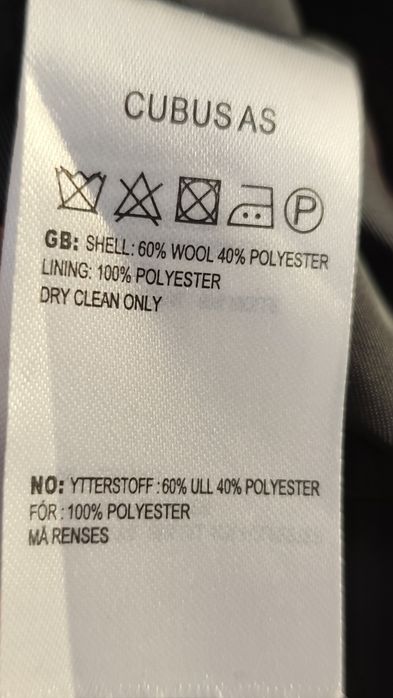 CUBUS AS
P
GB: SHELL: 60% WOOL 40% POLYESTER
LINING: 100% POLYESTER
DRY CLEAN ONLY
NO: YTTERSTOFF : 60% ULL 40% POLYESTER
FÓR : 100% POLYESTER
MÅ RENSES